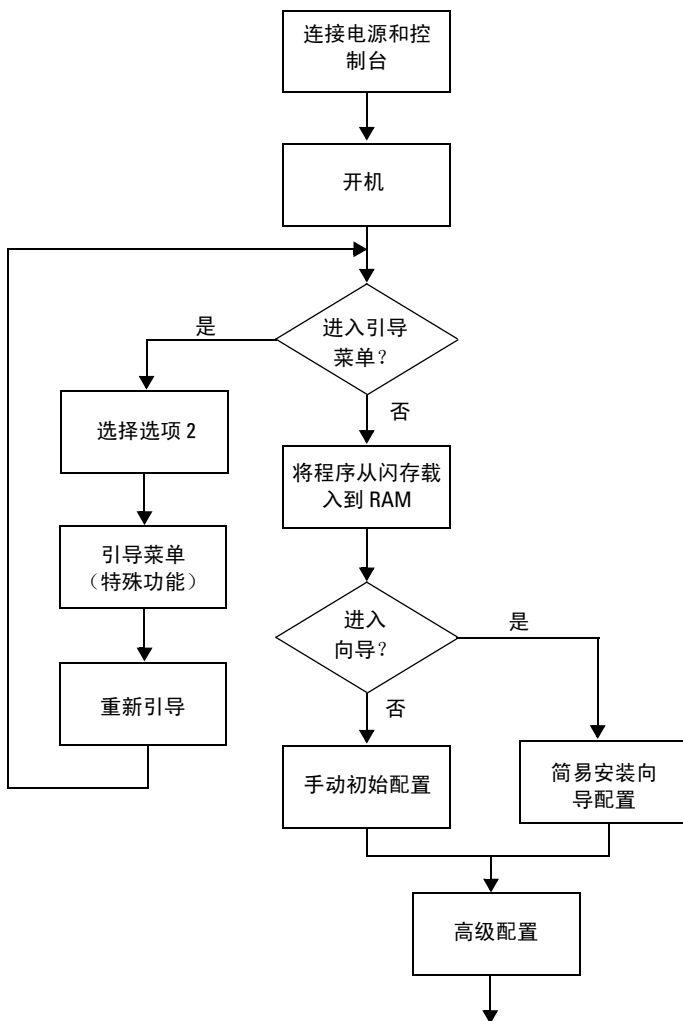 连接电源和控
制台
开机
进入引导
菜单？
是
否
选择选项 2
将程序从闪存载
入到 RAM
引导菜单
（特殊功能）
进入
向导？
是
否
重新引导
手动初始配置
简易安装向
导配置
高级配置